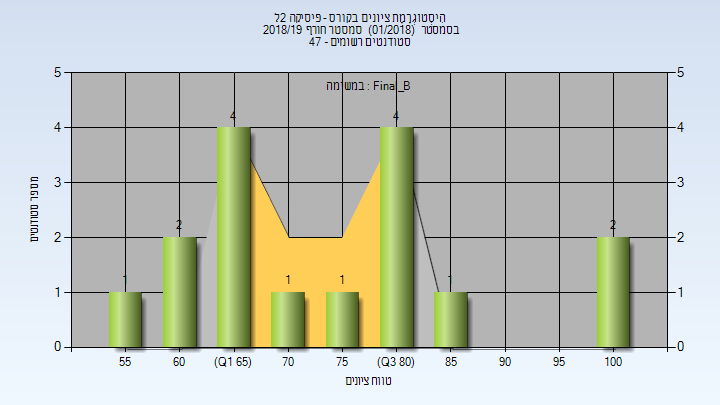 היסטוגרמת ציונים בקורס - פיסיקה 2ל
בסמסטר (01/2018) סמסטר חורף 2018/19
סטודנטים רשומים - 47
במשימה : Final_B
מספר סטודנטים
5 5
4 4
3 3
2 2
1 1
0 0
1 2 4 1 1 4 1 2
55 60 (Q1 65) 70 75 (Q3 80) 85 90 95 100
טווח ציונים